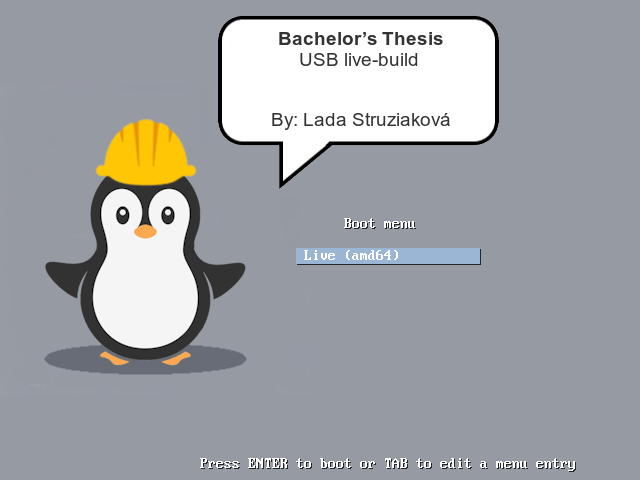 Bachelor’s Thesis
USB live-build
By: Lada Struziaková
Boot menu
Live (amd64)
Press ENTER to boot or TAB to edit a menu entry